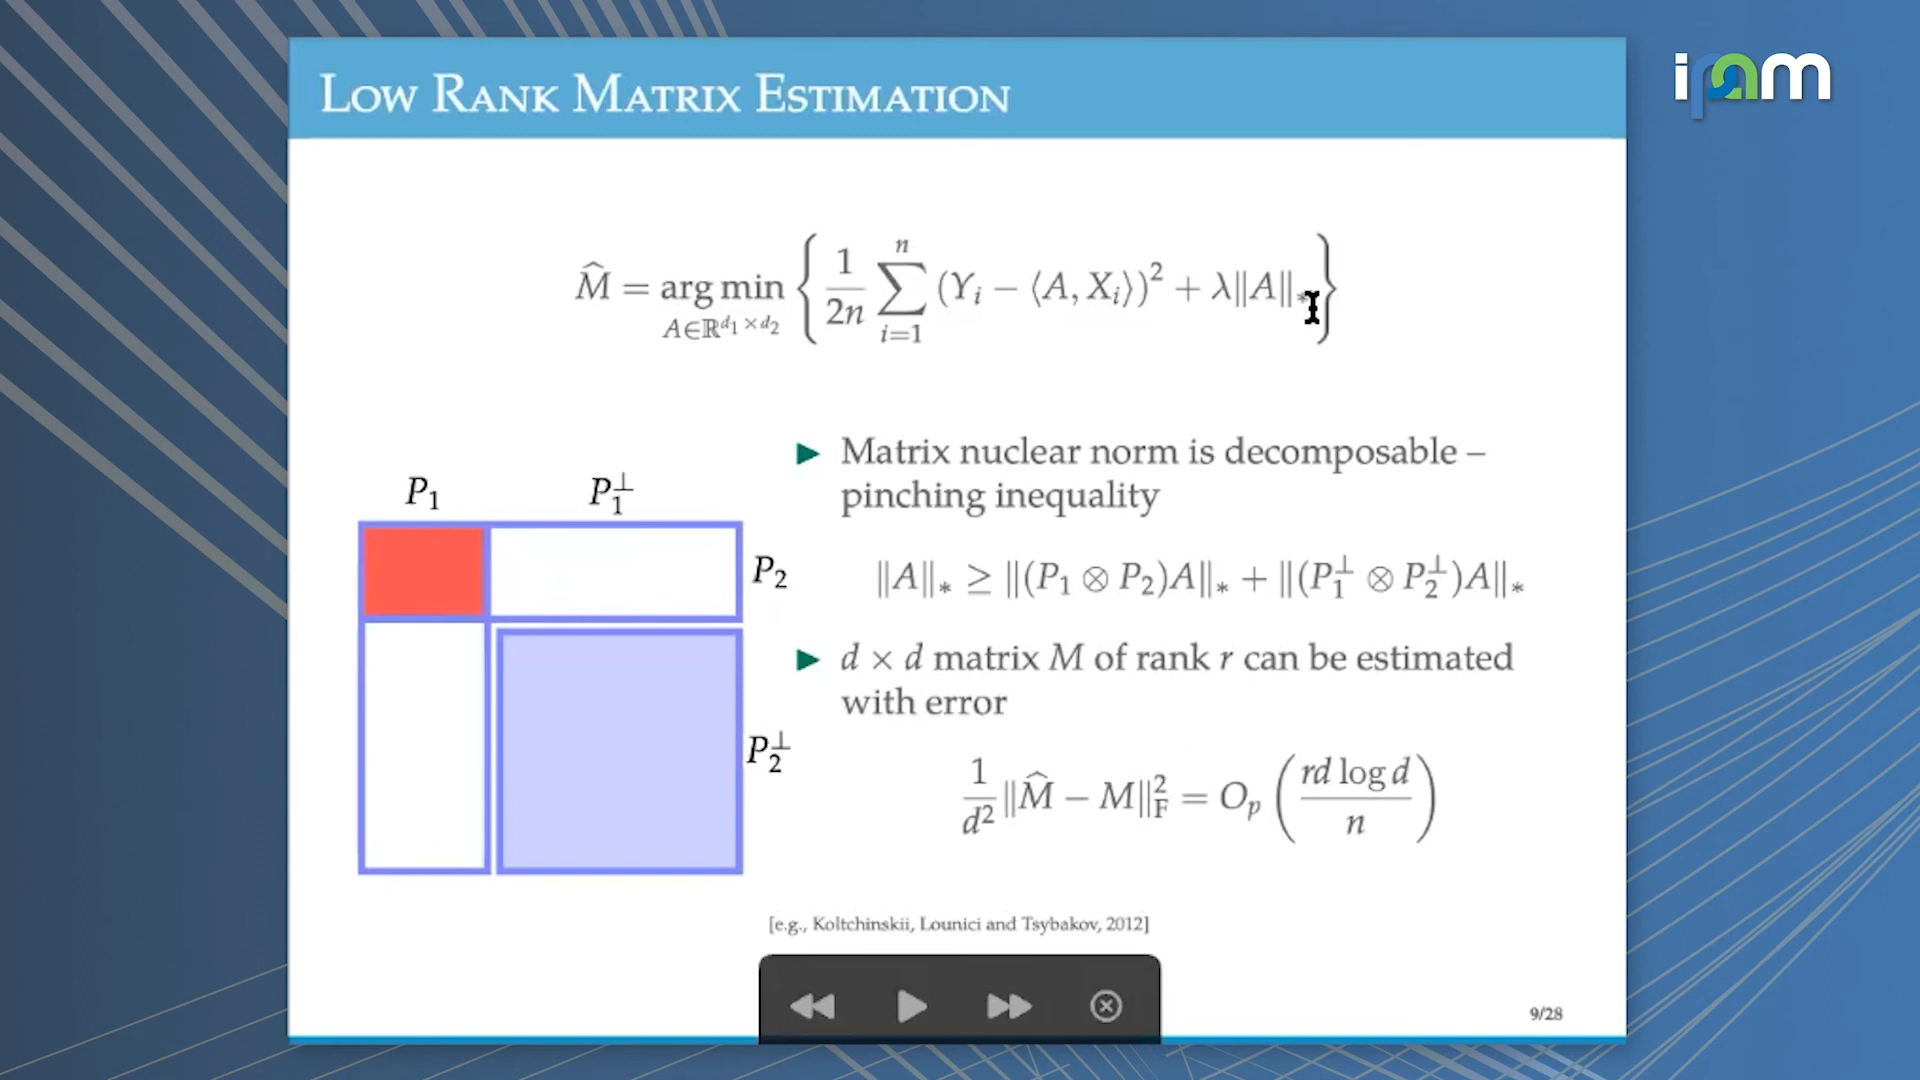 ipam
LOW RANK MATRIX ESTIMATION
M̂ = arg min_{A∈ℝ^{d₁×d₂}} { 1/2n ∑_{i=1}^{n} (Y_i − ⟨A, X_i⟩)² + λ‖A‖_* }
▶ Matrix nuclear norm is decomposable –
pinching inequality
‖A‖_* ≥ ‖(P₁ ⊗ P₂)A‖_* + ‖(P₁^⊥ ⊗ P₂^⊥)A‖_*
▶ d × d matrix M of rank r can be estimated
with error
1/d² ‖M̂ − M‖²_F = O_p (rd log d / n)
P₁ P₁^⊥
P₂
P₂^⊥
[e.g., Koltchinskii, Lounici and Tsybakov, 2012]
9/28